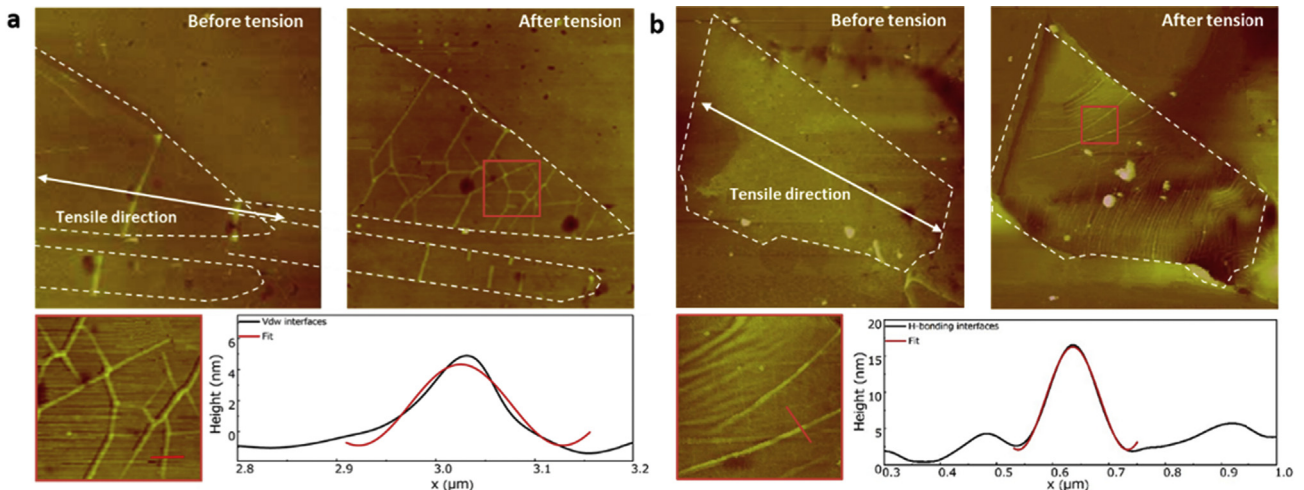 a
Before tension
After tension
Tensile direction
b
Before tension
After tension
Tensile direction
Vdw interfaces
Fit
Height (nm)
6
4
2
0
2.8
2.9
3.0
3.1
3.2
x (μm)
H-bonding interfaces
Fit
Height (nm)
20
15
10
5
0
0.3
0.4
0.5
0.6
0.7
0.8
0.9
1.0
x (μm)